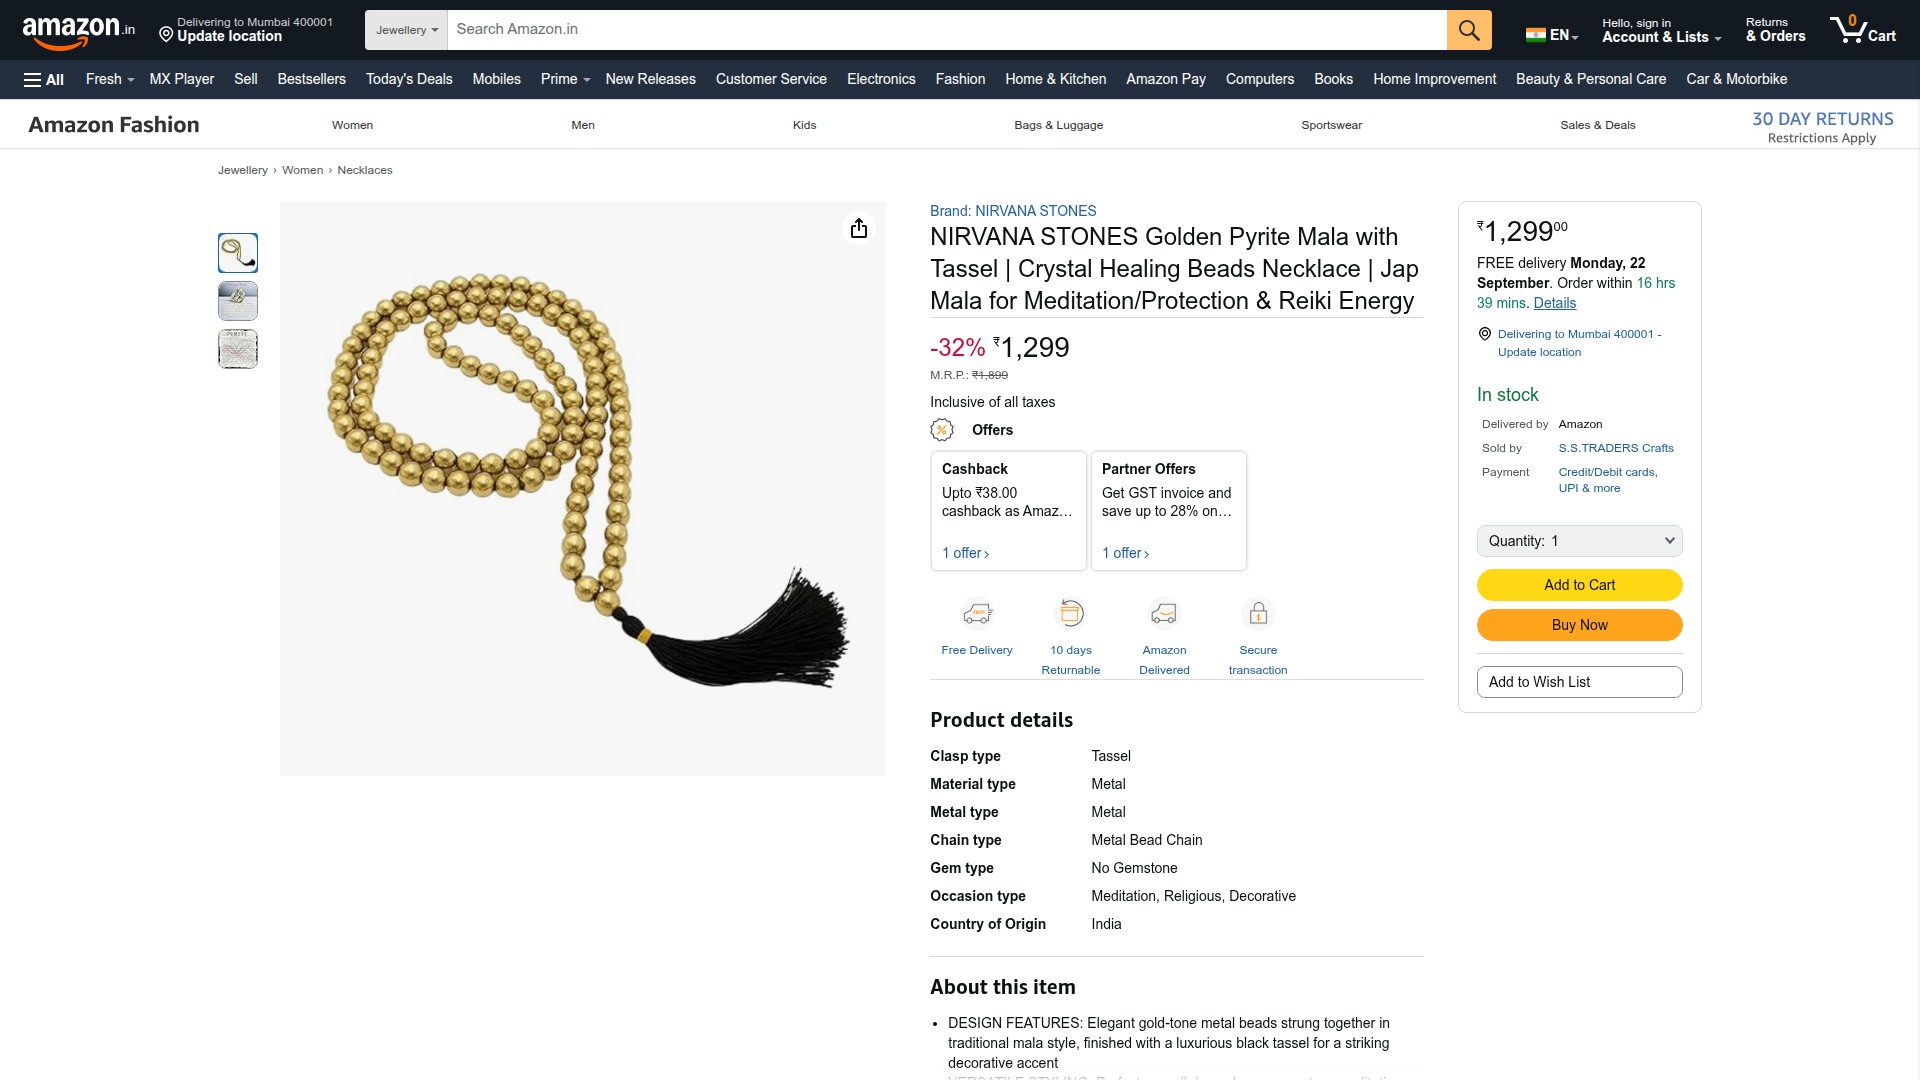 amazon.in
Delivering to Mumbai 400001
Update location
Jewellery
Search Amazon.in
EN
Hello, sign in
Account & Lists
Returns
& Orders
0
Cart
All
Fresh
MX Player
Sell
Bestsellers
Today's Deals
Mobiles
Prime
New Releases
Customer Service
Electronics
Fashion
Home & Kitchen
Amazon Pay
Computers
Books
Home Improvement
Beauty & Personal Care
Car & Motorbike
Amazon Fashion
Women
Men
Kids
Bags & Luggage
Sportswear
Sales & Deals
30 DAY RETURNS
Restrictions Apply
Jewellery › Women › Necklaces
PYRITE
Brand: NIRVANA STONES
NIRVANA STONES Golden Pyrite Mala with
Tassel | Crystal Healing Beads Necklace | Jap
Mala for Meditation/Protection & Reiki Energy
-32% ₹1,299
M.R.P.: ₹1,899
Inclusive of all taxes
% Offers
Cashback
Upto ₹38.00
cashback as Amaz…
1 offer ›
Partner Offers
Get GST invoice and
save up to 28% on…
1 offer ›
FREE
Free Delivery
10 days
Returnable
Amazon
Delivered
Secure
transaction
Product details
Clasp type Tassel
Material type Metal
Metal type Metal
Chain type Metal Bead Chain
Gem type No Gemstone
Occasion type Meditation, Religious, Decorative
Country of Origin India
About this item
• DESIGN FEATURES: Elegant gold-tone metal beads strung together in
traditional mala style, finished with a luxurious black tassel for a striking
decorative accent
₹1,29900
FREE delivery Monday, 22
September. Order within 16 hrs
39 mins. Details
Delivering to Mumbai 400001 -
Update location
In stock
Delivered by Amazon
Sold by S.S.TRADERS Crafts
Payment Credit/Debit cards,
UPI & more
Quantity: 1
Add to Cart
Buy Now
Add to Wish List